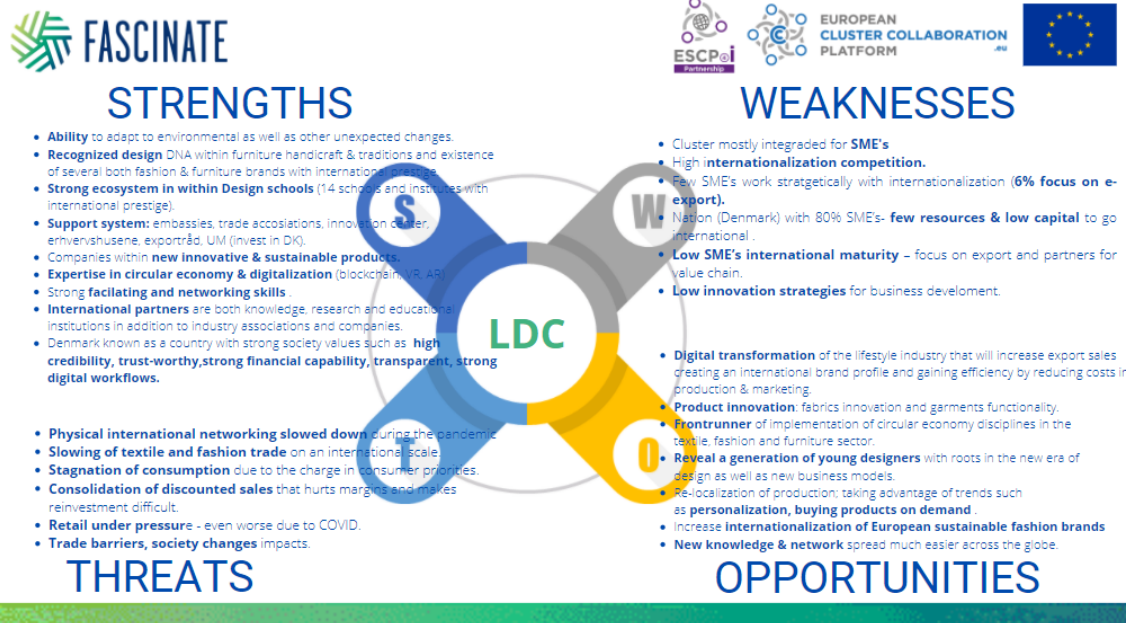 FASCINATE
ESCP4i
Partnership
EUROPEAN
CLUSTER COLLABORATION
PLATFORM
.eu
STRENGTHS
• Ability to adapt to environmental as well as other unexpected changes.
• Recognized design DNA within furniture handicraft & traditions and existence
of several both fashion & furniture brands with international prestige.
• Strong ecosystem in within Design schools (14 schools and institutes with
international prestige).
• Support system: embassies, trade accosiations, innovation center,
erhvervshusene, exportråd, UM (invest in DK).
• Companies within new innovative & sustainable products.
• Expertise in circular economy & digitalization (blockchain, VR, AR)
• Strong facilating and networking skills .
• International partners are both knowledge, research and educational
institutions in addition to industry associations and companies.
• Denmark known as a country with strong society values such as high
credibility, trust-worthy,strong financial capability, transparent, strong
digital workflows.
WEAKNESSES
• Cluster mostly integraded for SME's
• High internationalization competition.
• Few SME's work stratgetically with internationalization (6% focus on e-
export).
• Nation (Denmark) with 80% SME's- few resources & low capital to go
international .
• Low SME's international maturity – focus on export and partners for
value chain.
• Low innovation strategies for business develoment.
S
W
LDC
T
O
• Physical international networking slowed down during the pandemic
• Slowing of textile and fashion trade on an international scale.
• Stagnation of consumption due to the charge in consumer priorities.
• Consolidation of discounted sales that hurts margins and makes
reinvestment difficult.
• Retail under pressure - even worse due to COVID.
• Trade barriers, society changes impacts.
THREATS
• Digital transformation of the lifestyle industry that will increase export sales
creating an international brand profile and gaining efficiency by reducing costs in
production & marketing.
• Product innovation: fabrics innovation and garments functionality.
• Frontrunner of implementation of circular economy disciplines in the
textile, fashion and furniture sector.
• Reveal a generation of young designers with roots in the new era of
design as well as new business models.
• Re-localization of production; taking advantage of trends such
as personalization, buying products on demand .
• Increase internationalization of European sustainable fashion brands
• New knowledge & network spread much easier across the globe.
OPPORTUNITIES